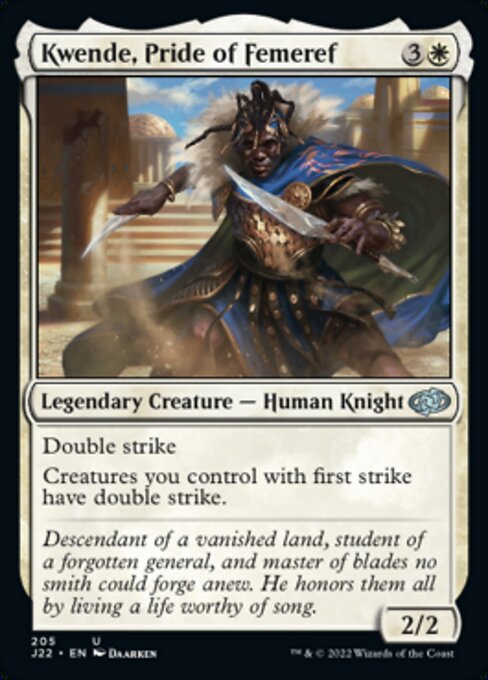 Kwende, Pride of Femeref 3
Legendary Creature — Human Knight
Double strike
Creatures you control with first strike
have double strike.
Descendant of a vanished land, student of
a forgotten general, and master of blades no
smith could forge anew. He honors them all
by living a life worthy of song.
2/2
205 U
J22 • EN DAARKEN
™ & © 2022 Wizards of the Coast